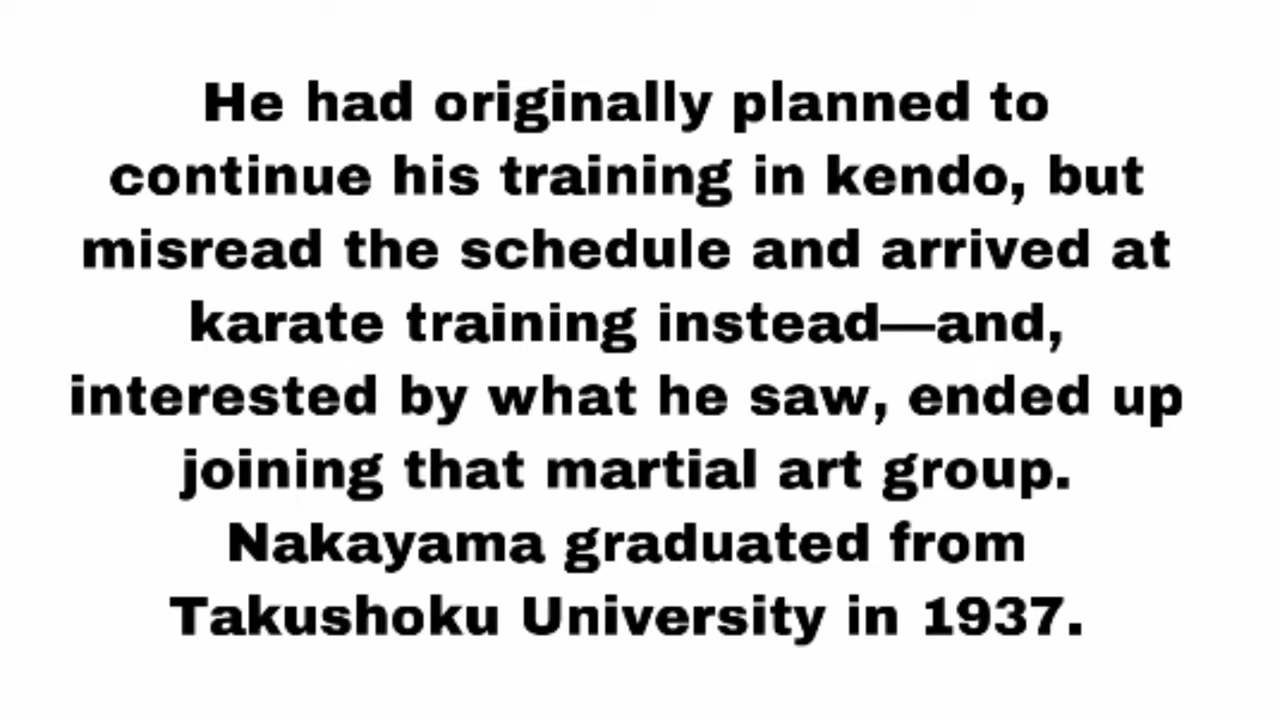 He had originally planned to
continue his training in kendo, but
misread the schedule and arrived at
karate training instead—and,
interested by what he saw, ended up
joining that martial art group.
Nakayama graduated from
Takushoku University in 1937.